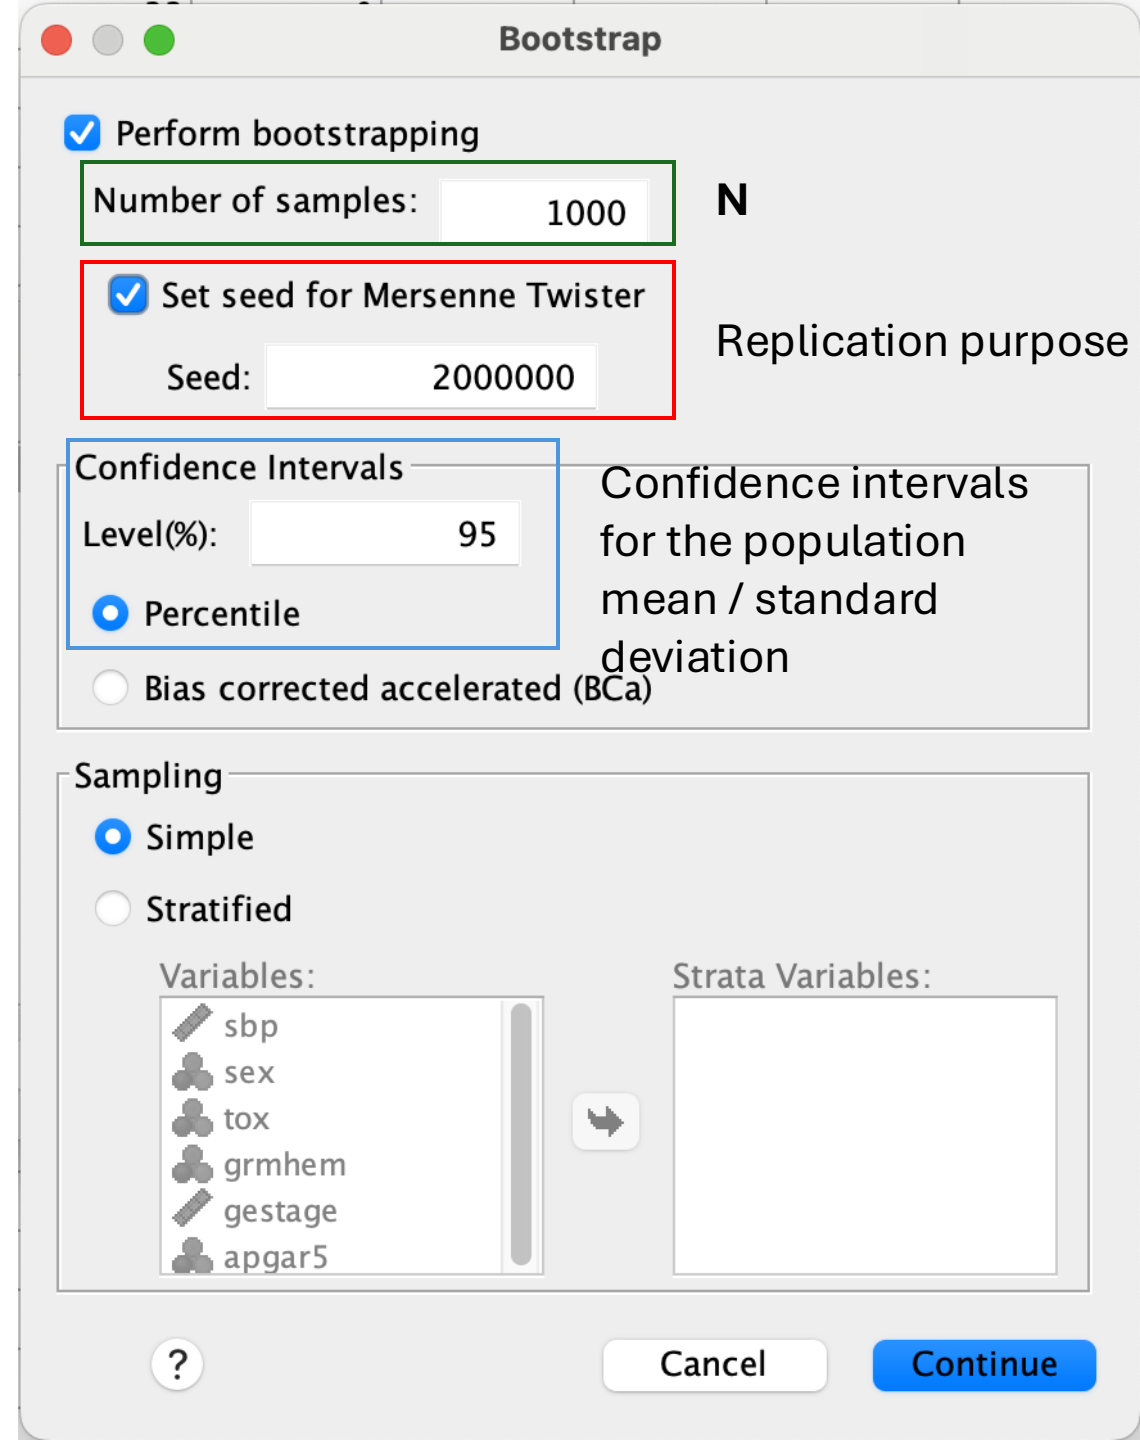 Bootstrap
Perform bootstrapping
Number of samples: 1000
N
Set seed for Mersenne Twister
Seed: 2000000
Replication purpose
Confidence Intervals
Level(%): 95
Percentile
Bias corrected accelerated (BCa)
Confidence intervals
for the population
mean / standard
deviation
Sampling
Simple
Stratified
Variables:
sbp
sex
tox
grmhem
gestage
apgar5
Strata Variables:
?
Cancel
Continue